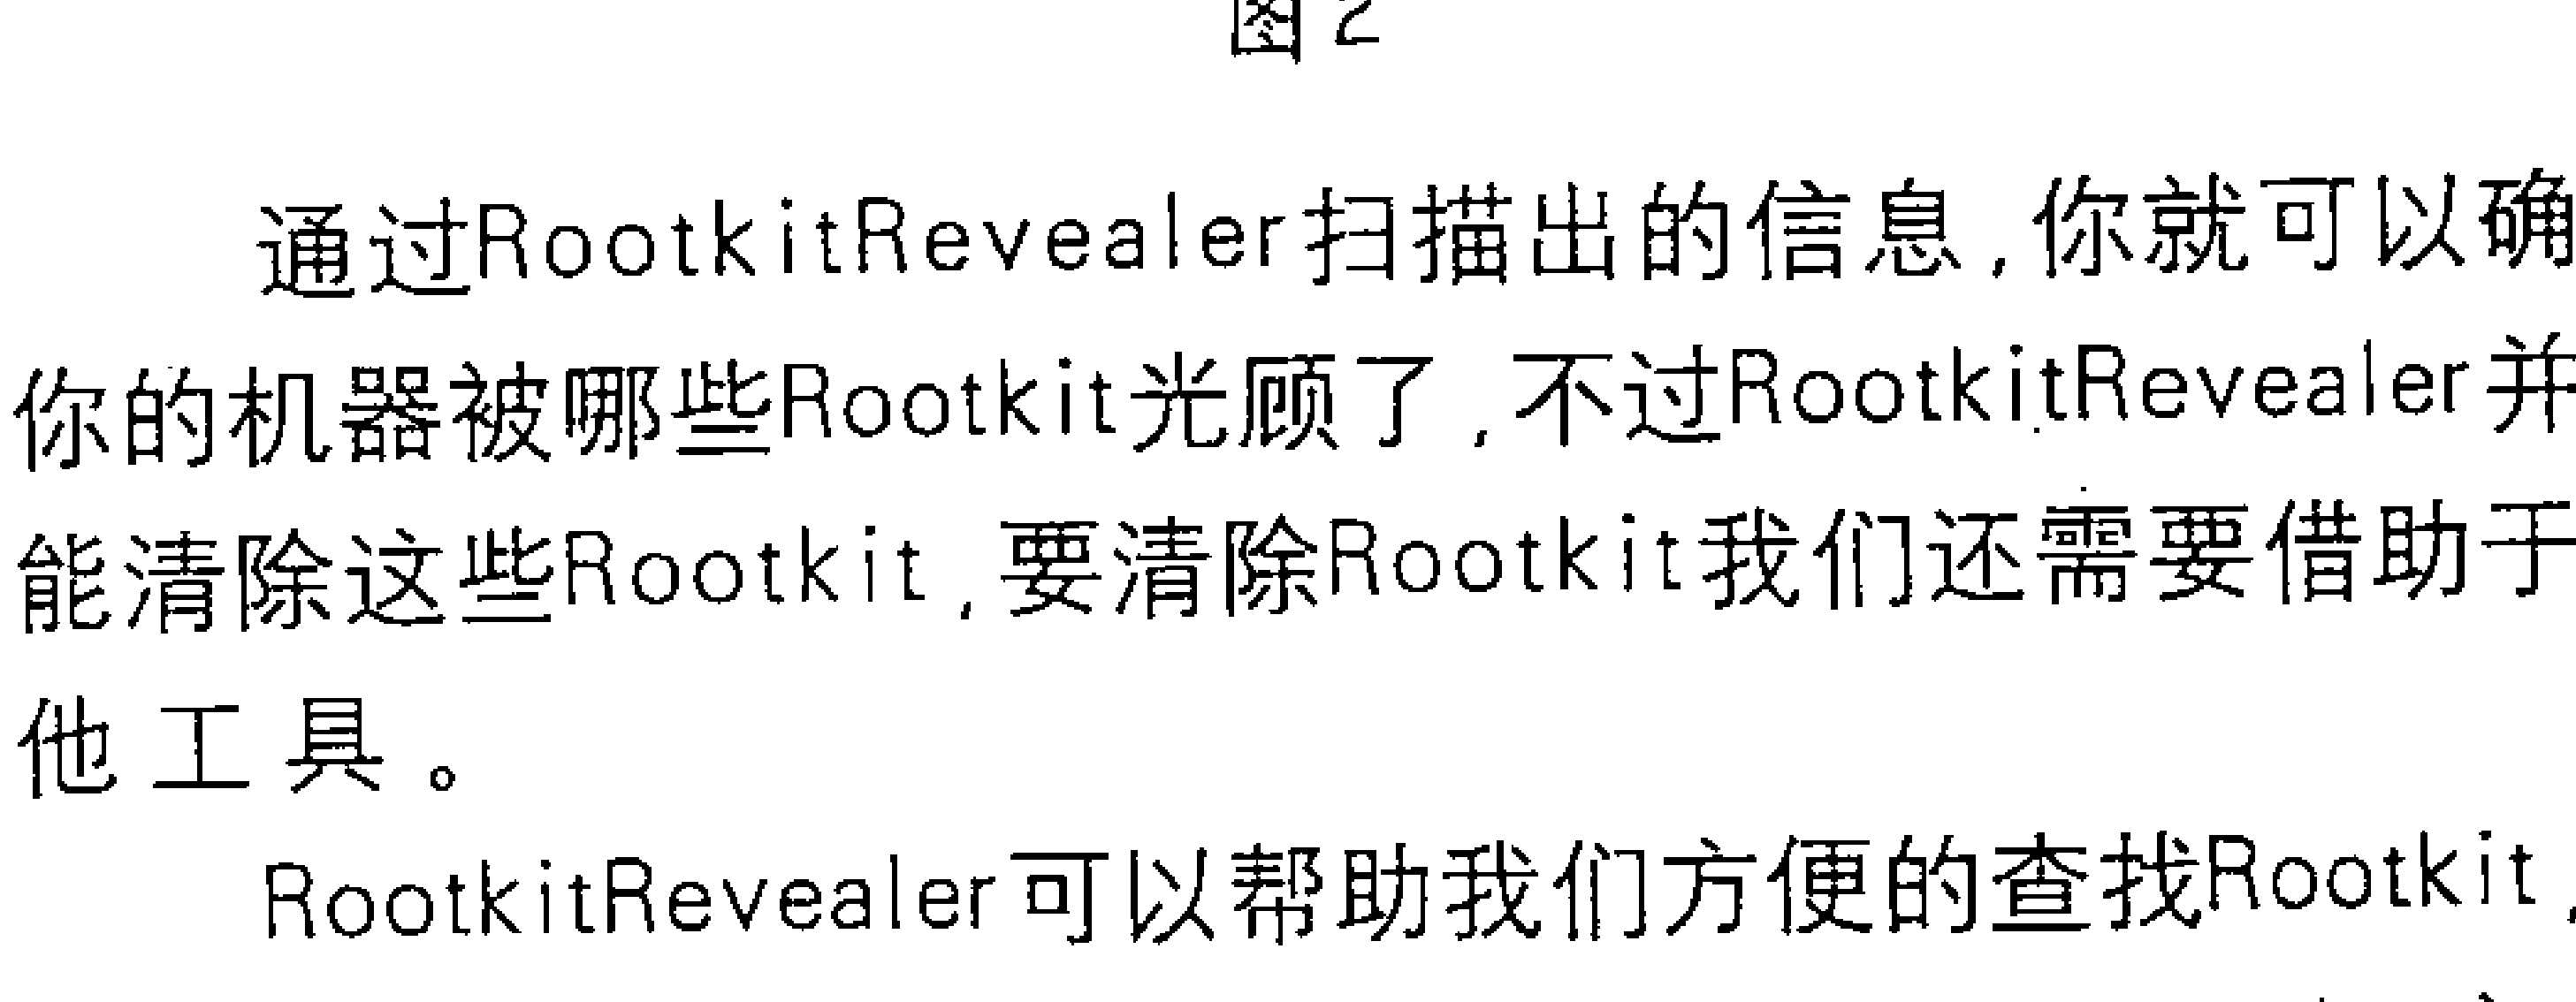 图2
通过RootkitRevealer扫描出的信息,你就可以确
你的机器被哪些Rootkit光顾了,不过RootkitRevealer并
能清除这些Rootkit,要清除Rootkit我们还需要借助于
他工具。
RootkitRevealer可以帮助我们方便的查找Rootkit,